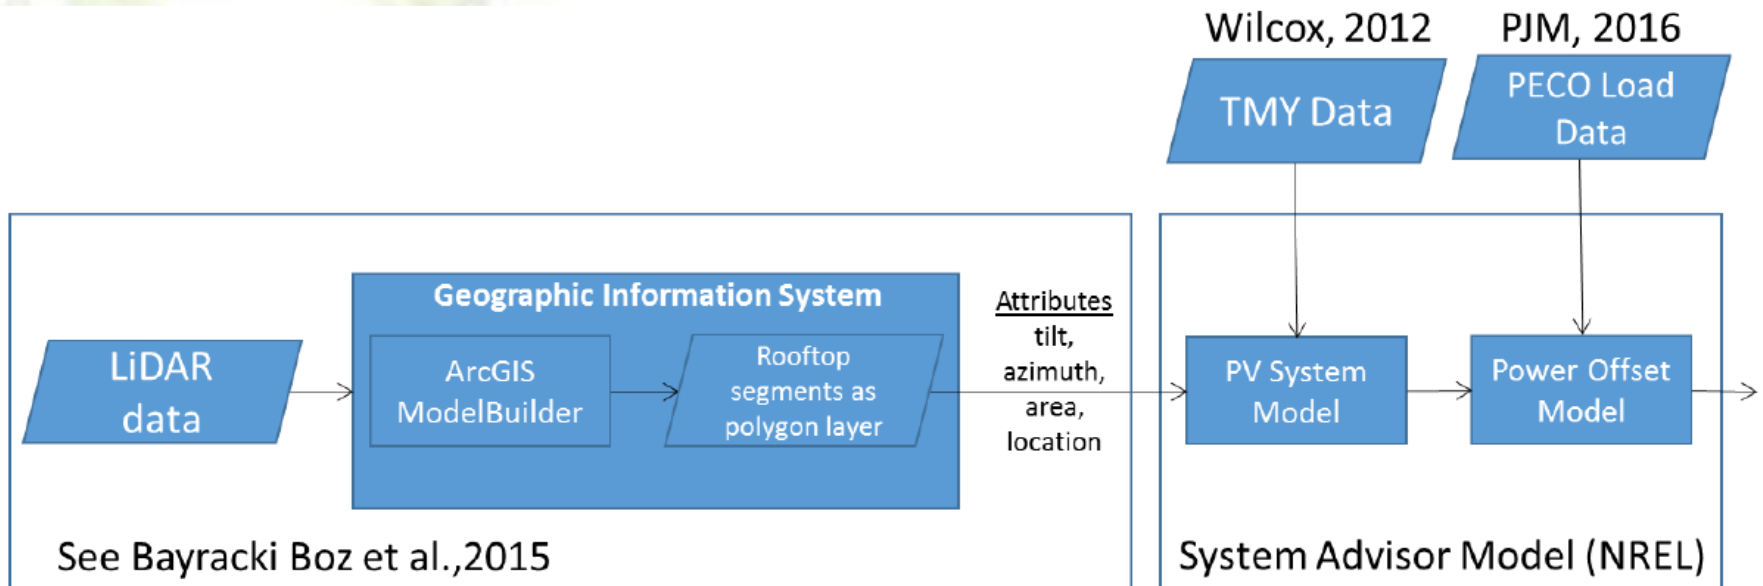 Wilcox, 2012
PJM, 2016
TMY Data
PECO Load
Data
Geographic Information System
LiDAR
data
ArcGIS
ModelBuilder
Rooftop
segments as
polygon layer
Attributes
tilt,
azimuth,
area,
location
PV System
Model
Power Offset
Model
See Bayracki Boz et al.,2015
System Advisor Model (NREL)